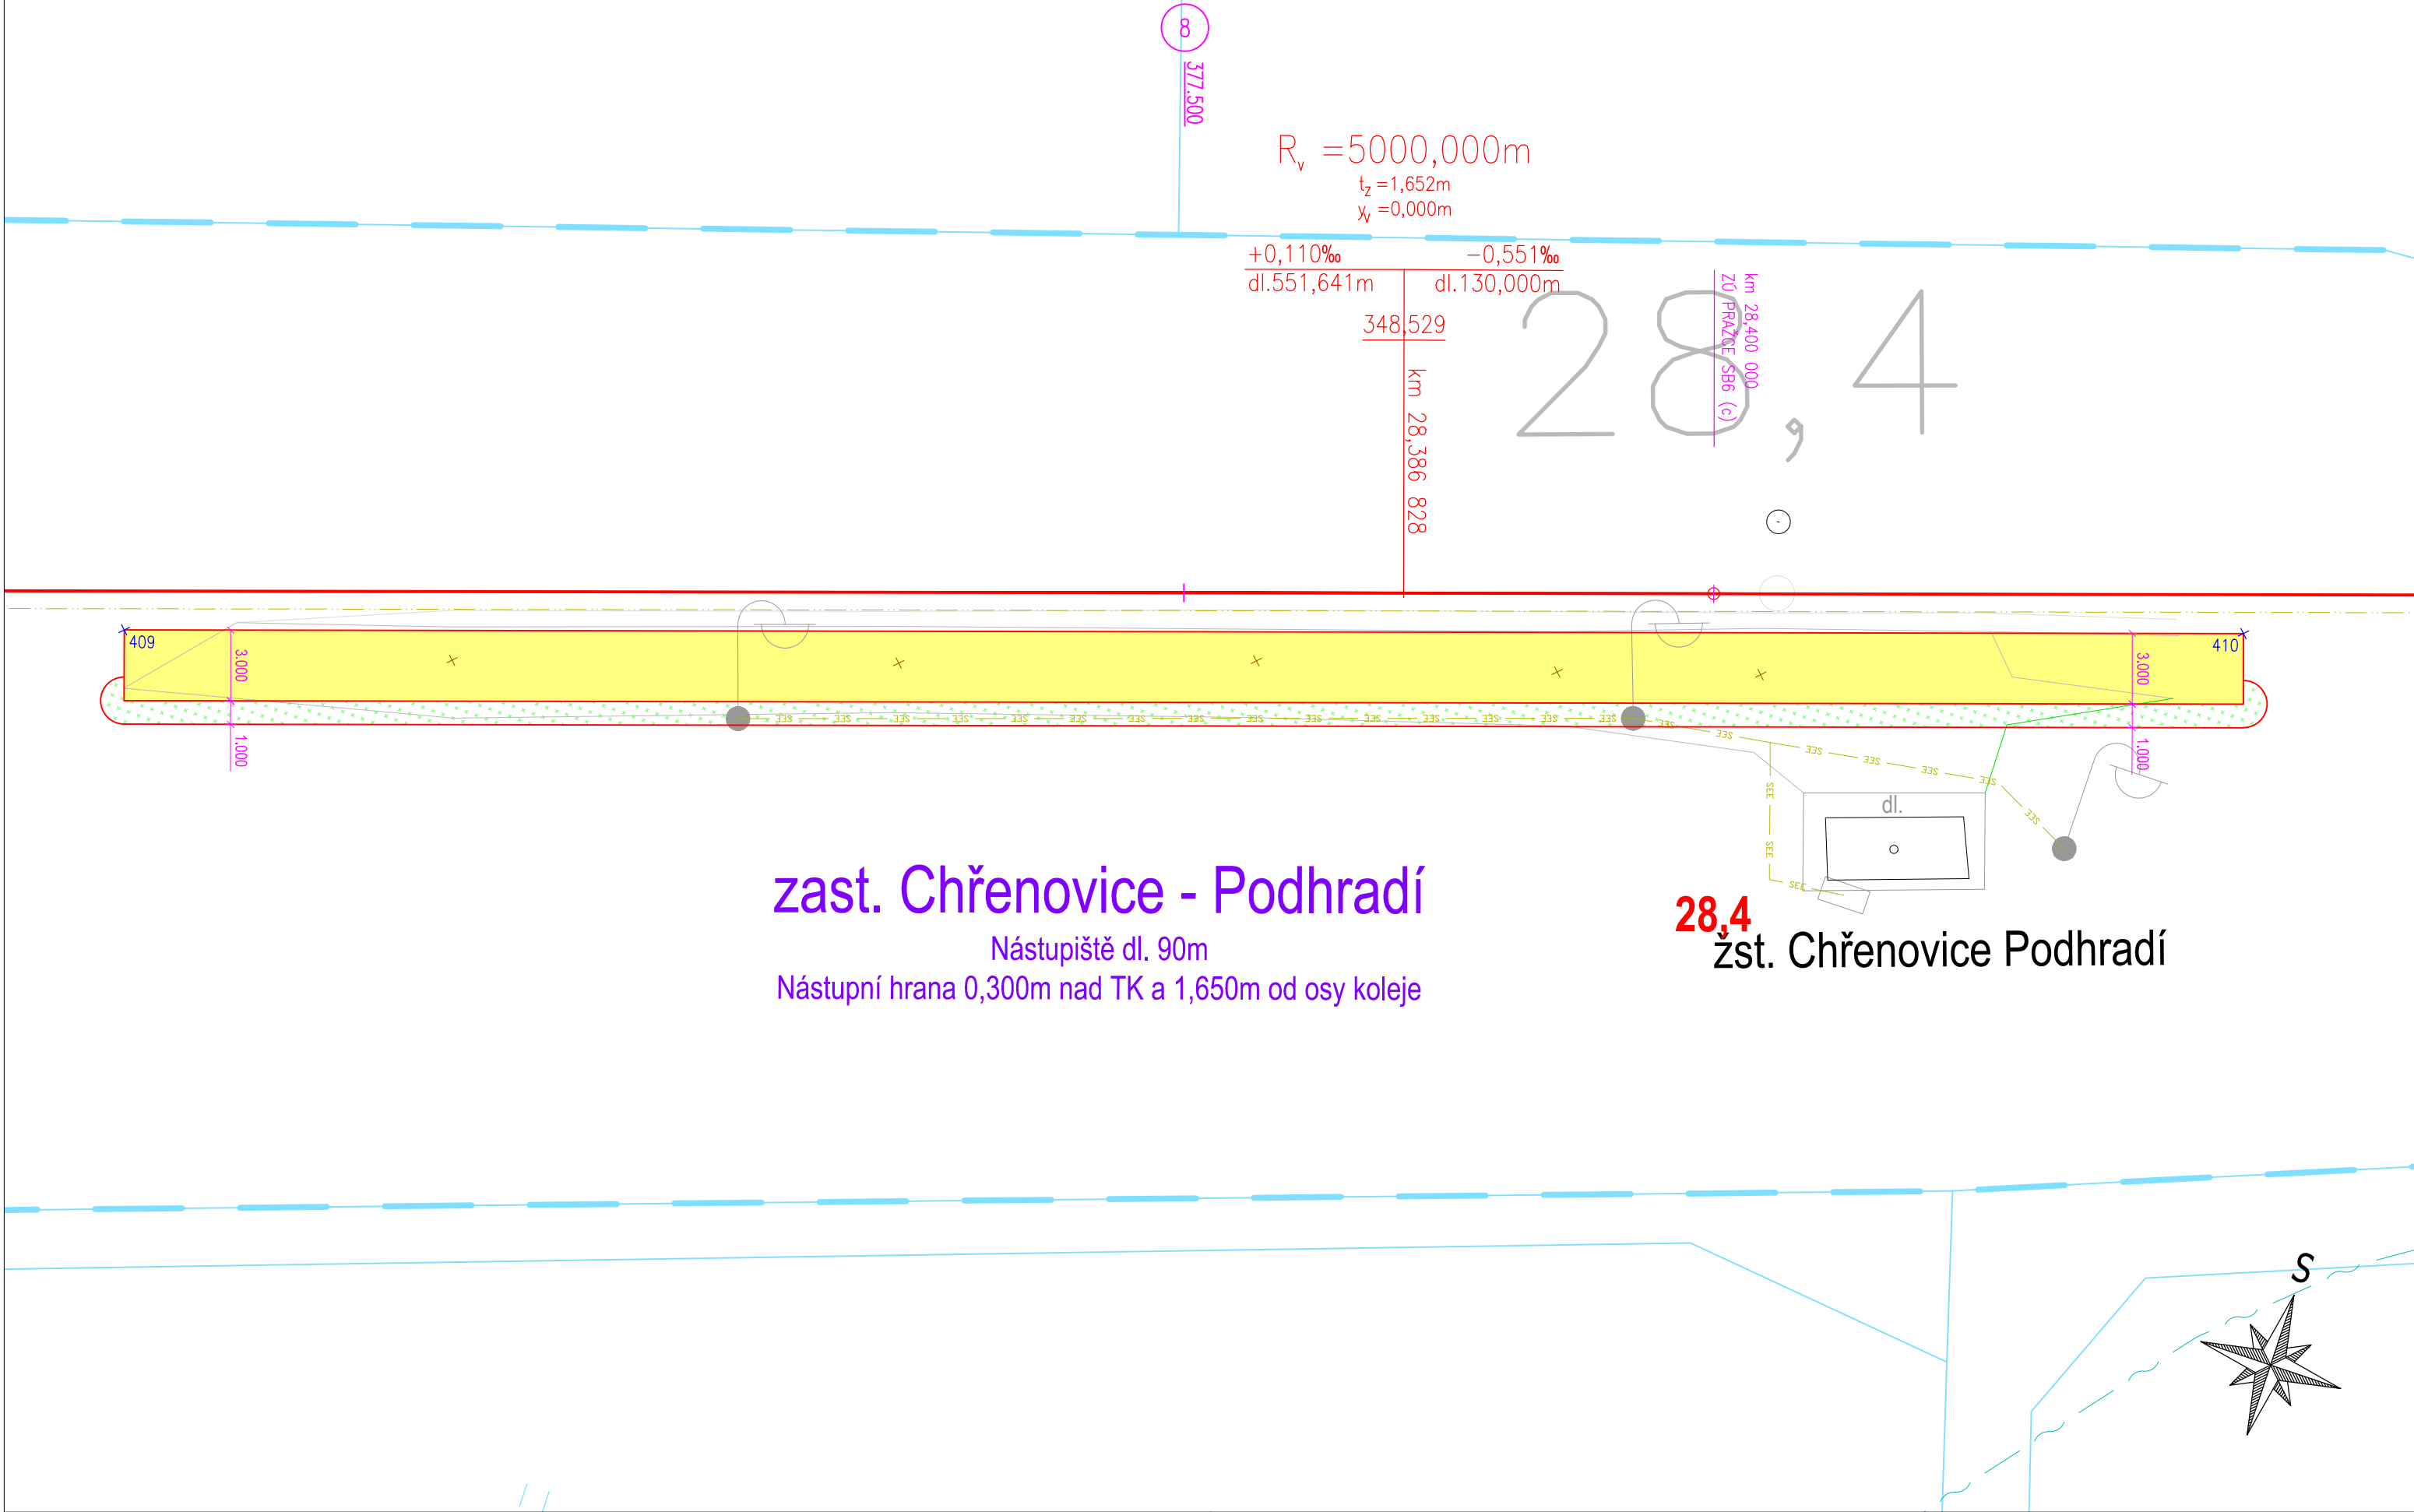 8
377.500
Rv =5000,000m
tz =1,652m
yv =0,000m
+0,110‰ -0,551‰
dl.551,641m dl.130,000m
348,529
km 28,386 828
km 28,400 000
ZÚ PRAŽCE SB6 (c)
28,4
409
410
3.000
1.000
3.000
1.000
dl.
zast. Chřenovice - Podhradí
Nástupiště dl. 90m
Nástupní hrana 0,300m nad TK a 1,650m od osy koleje
28,4
žst. Chřenovice Podhradí
S